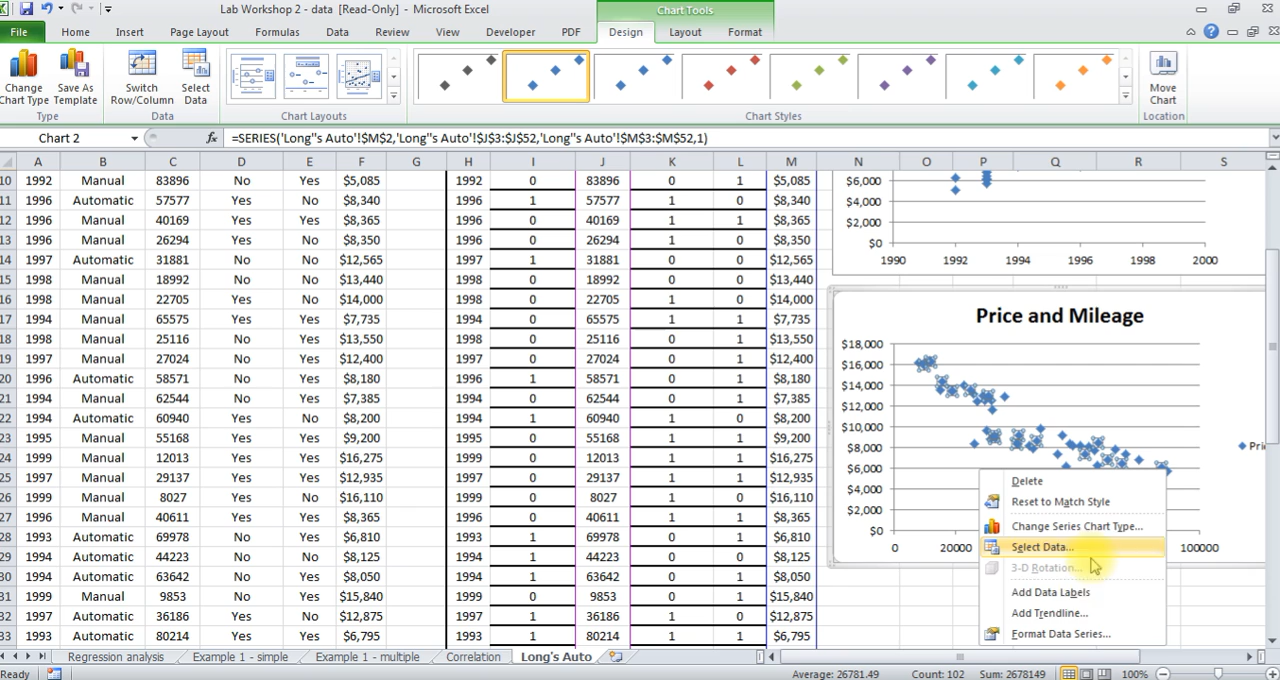 Lab Workshop 2 - data [Read-Only] - Microsoft Excel
Chart Tools
File Home Insert Page Layout Formulas Data Review View Developer PDF Design Layout Format
Change Chart Type
Save As Template
Switch Row/Column
Select Data
Move Chart
Type Data Chart Layouts Chart Styles Location
Chart 2 fx =SERIES('Long''s Auto'!$M$2,'Long''s Auto'!$J$3:$J$52,'Long''s Auto'!$M$3:$M$52,1)
A B C D E F G H I J K L M N O P Q R S
10 1992 Manual 83896 No Yes $5,085 1992 0 83896 0 1 $5,085
11 1996 Automatic 57577 Yes No $8,340 1996 1 57577 1 0 $8,340
12 1996 Manual 40169 Yes Yes $8,365 1996 0 40169 1 1 $8,365
13 1996 Manual 26294 Yes No $8,350 1996 0 26294 1 0 $8,350
14 1997 Automatic 31881 Yes No $12,565 1997 1 31881 1 0 $12,565
15 1998 Manual 18992 Yes No $13,440 1998 0 18992 1 0 $13,440
16 1998 Manual 22705 Yes No $14,000 1998 0 22705 1 0 $14,000
17 1994 Manual 65575 Yes Yes $7,735 1994 0 65575 1 1 $7,735
18 1998 Manual 25116 No Yes $13,550 1998 0 25116 0 1 $13,550
19 1997 Manual 27024 No Yes $12,400 1997 0 27024 0 1 $12,400
20 1996 Automatic 58571 No Yes $8,180 1996 1 58571 0 1 $8,180
21 1994 Manual 62544 No Yes $7,385 1994 0 62544 0 1 $7,385
22 1994 Automatic 60940 Yes No $8,200 1994 1 60940 1 0 $8,200
23 1995 Manual 55168 Yes Yes $9,200 1995 0 55168 1 1 $9,200
24 1999 Manual 12013 Yes Yes $16,275 1999 0 12013 1 1 $16,275
25 1997 Manual 29137 Yes Yes $12,935 1997 0 29137 1 1 $12,935
26 1999 Manual 8027 Yes No $16,110 1999 0 8027 1 0 $16,110
27 1996 Manual 40611 Yes Yes $8,365 1996 0 40611 1 1 $8,365
28 1993 Automatic 69978 Yes Yes $6,810 1993 1 69978 1 1 $6,810
29 1994 Automatic 44223 Yes No $8,125 1994 1 44223 1 0 $8,125
30 1994 Automatic 63642 Yes No $8,050 1994 1 63642 1 0 $8,050
31 1999 Manual 9853 No Yes $15,840 1999 0 9853 0 1 $15,840
32 1997 Automatic 36186 Yes Yes $12,875 1997 1 36186 1 1 $12,875
33 1993 Automatic 80214 Yes Yes $6,795 1993 1 80214 1 1 $6,795
$6,000
$4,000
$2,000
$0
1990 1992 1994 1996 1998 2000
Price and Mileage
$18,000
$16,000
$14,000
$12,000
$10,000
$8,000
$6,000
$4,000
$2,000
$0
0 20000 100000
Delete
Reset to Match Style
Change Series Chart Type...
Select Data...
3-D Rotation...
Add Data Labels
Add Trendline...
Format Data Series...
Regression analysis Example 1 - simple Example 1 - multiple Correlation Long's Auto
Ready Average: 26781.49 Count: 102 Sum: 2678149 100%